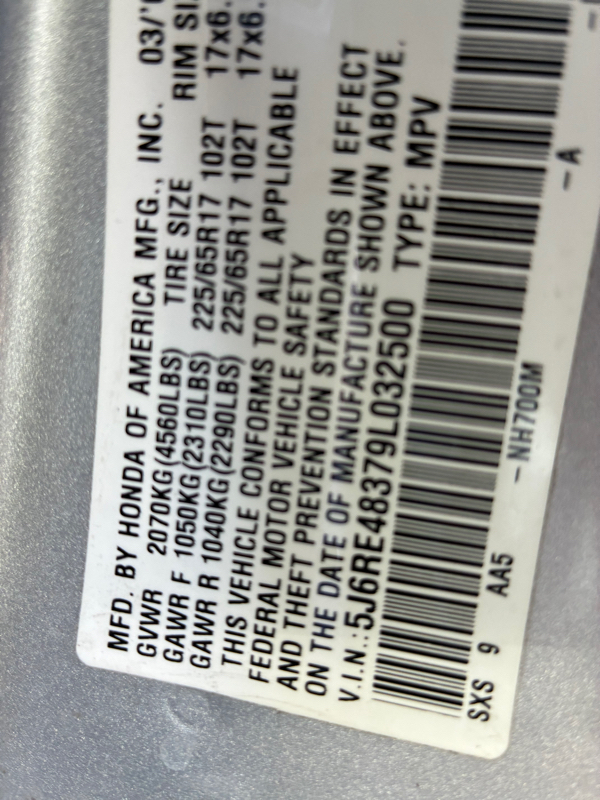 MFD. BY HONDA OF AMERICA MFG., INC. 03/
GVWR 2070KG(4560LBS) TIRE SIZE RIM
GAWR F 1050KG(2310LBS) 225/65R17 102T 17x6.
GAWR R 1040KG(2290LBS) 225/65R17 102T 17x6.
THIS VEHICLE CONFORMS TO ALL APPLICABLE
FEDERAL MOTOR VEHICLE SAFETY
AND THEFT PREVENTION STANDARDS IN EFFECT
ON THE DATE OF MANUFACTURE SHOWN ABOVE.
V.I.N.: 5J6RE48379L032500 TYPE: MPV
SXS 9 AA5 -NH700M -A